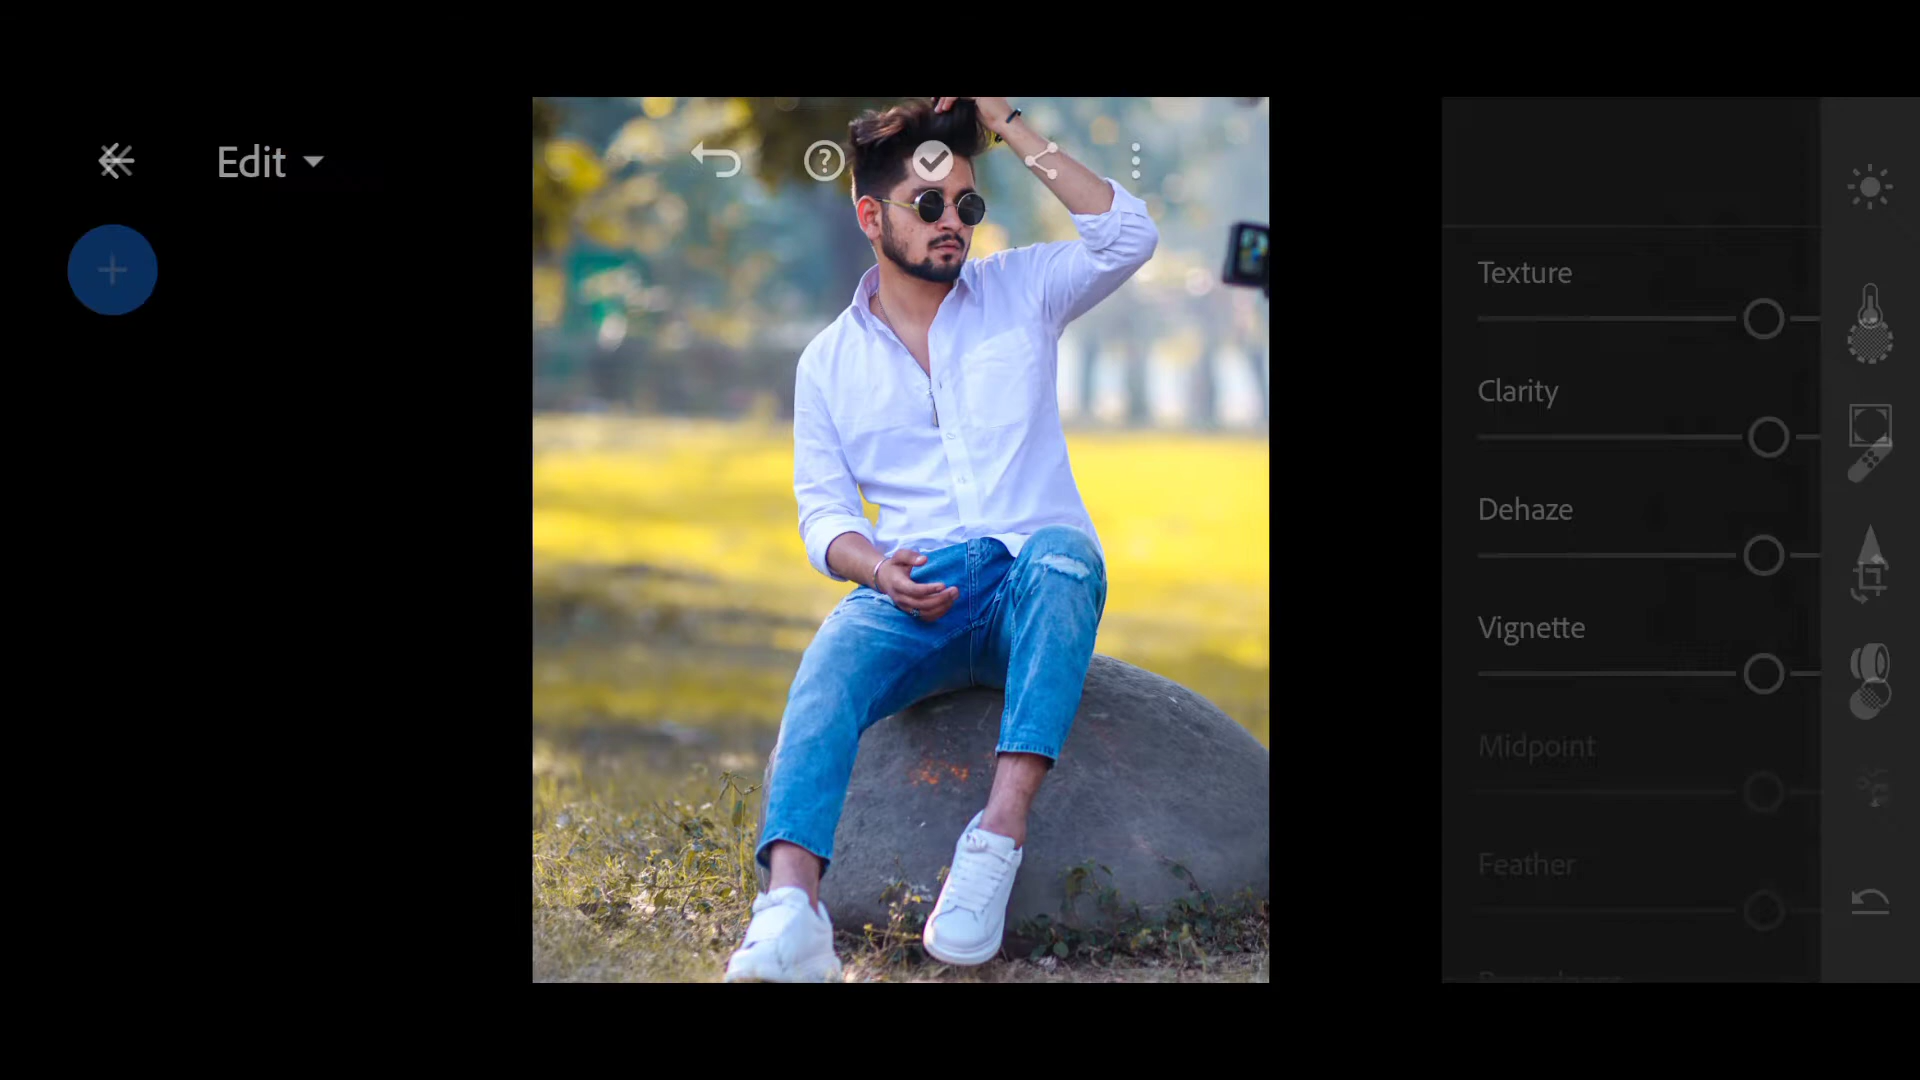 Edit
Texture
Clarity
Dehaze
Vignette
Midpoint
Feather